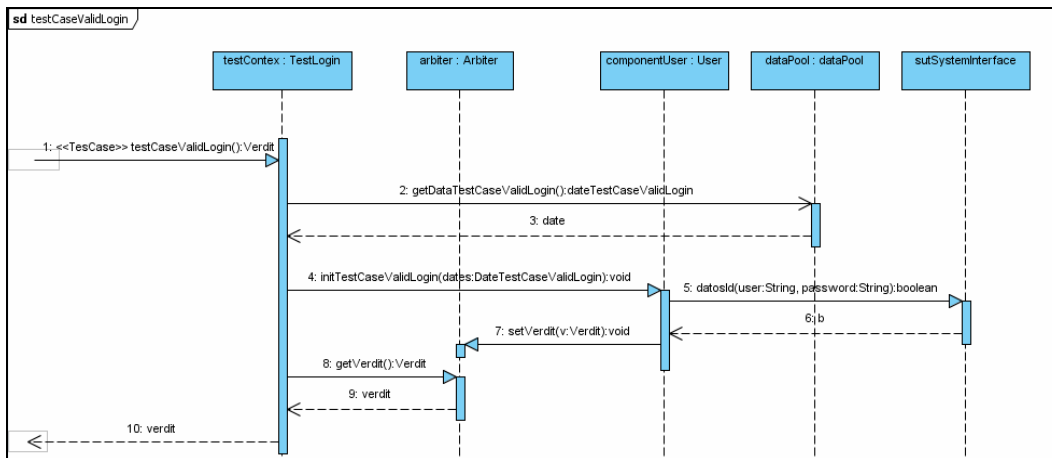 sd testCaseValidLogin
testContex : TestLogin
arbiter : Arbiter
componentUser : User
dataPool : dataPool
sutSystemInterface
1: <<TesCase>> testCaseValidLogin():Verdit
2: getDataTestCaseValidLogin():dateTestCaseValidLogin
3: date
4: initTestCaseValidLogin(dates:DateTestCaseValidLogin):void
5: datosId(user:String, password:String):boolean
6: b
7: setVerdit(v:Verdit):void
8: getVerdit():Verdit
9: verdit
10: verdit